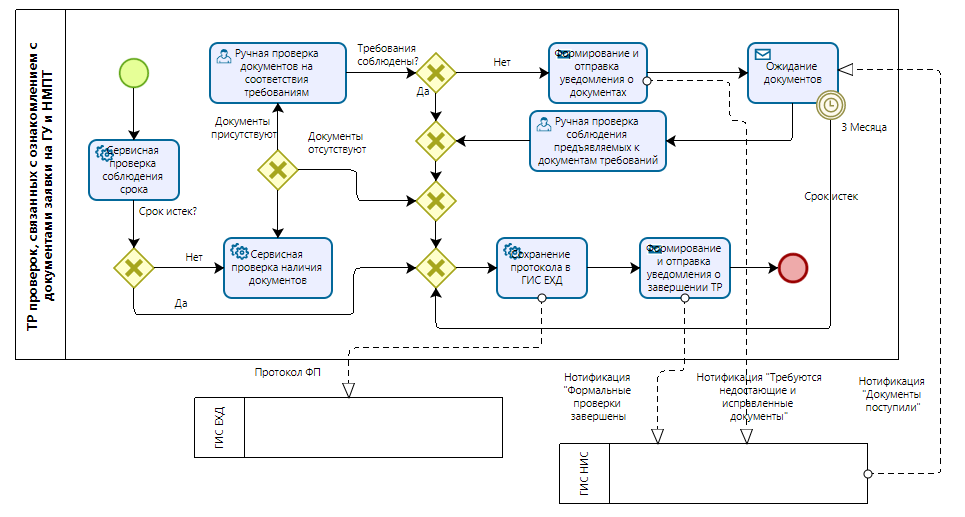 ТР проверок, связанных с ознакомлением с
документами заявки на ГУ и НМПТ
Ручная проверка
документов на
соответствия
требованиям
Требования
соблюдены?
Нет
Да
Формирование и
отправка
уведомления о
документах
Ожидание
документов
3 Месяца
Документы
присутствуют
Документы
отсутствуют
Ручная проверка
соблюдения
предъявляемых к
документам требований
Сервисная
проверка
соблюдения
срока
Срок истек?
Срок истек
Нет
Да
Сервисная
проверка наличия
документов
Сохранение
протокола в
ГИС ЕХД
Формирование
и отправка
уведомления о
завершении ТР
Протокол ФП
Нотификация
"Формальные
проверки
завершены
Нотификация "Требуются
недостающие и
исправленные
документы"
Нотификация
"Документы
поступили"
ГИС ЕХД
ГИС НИС